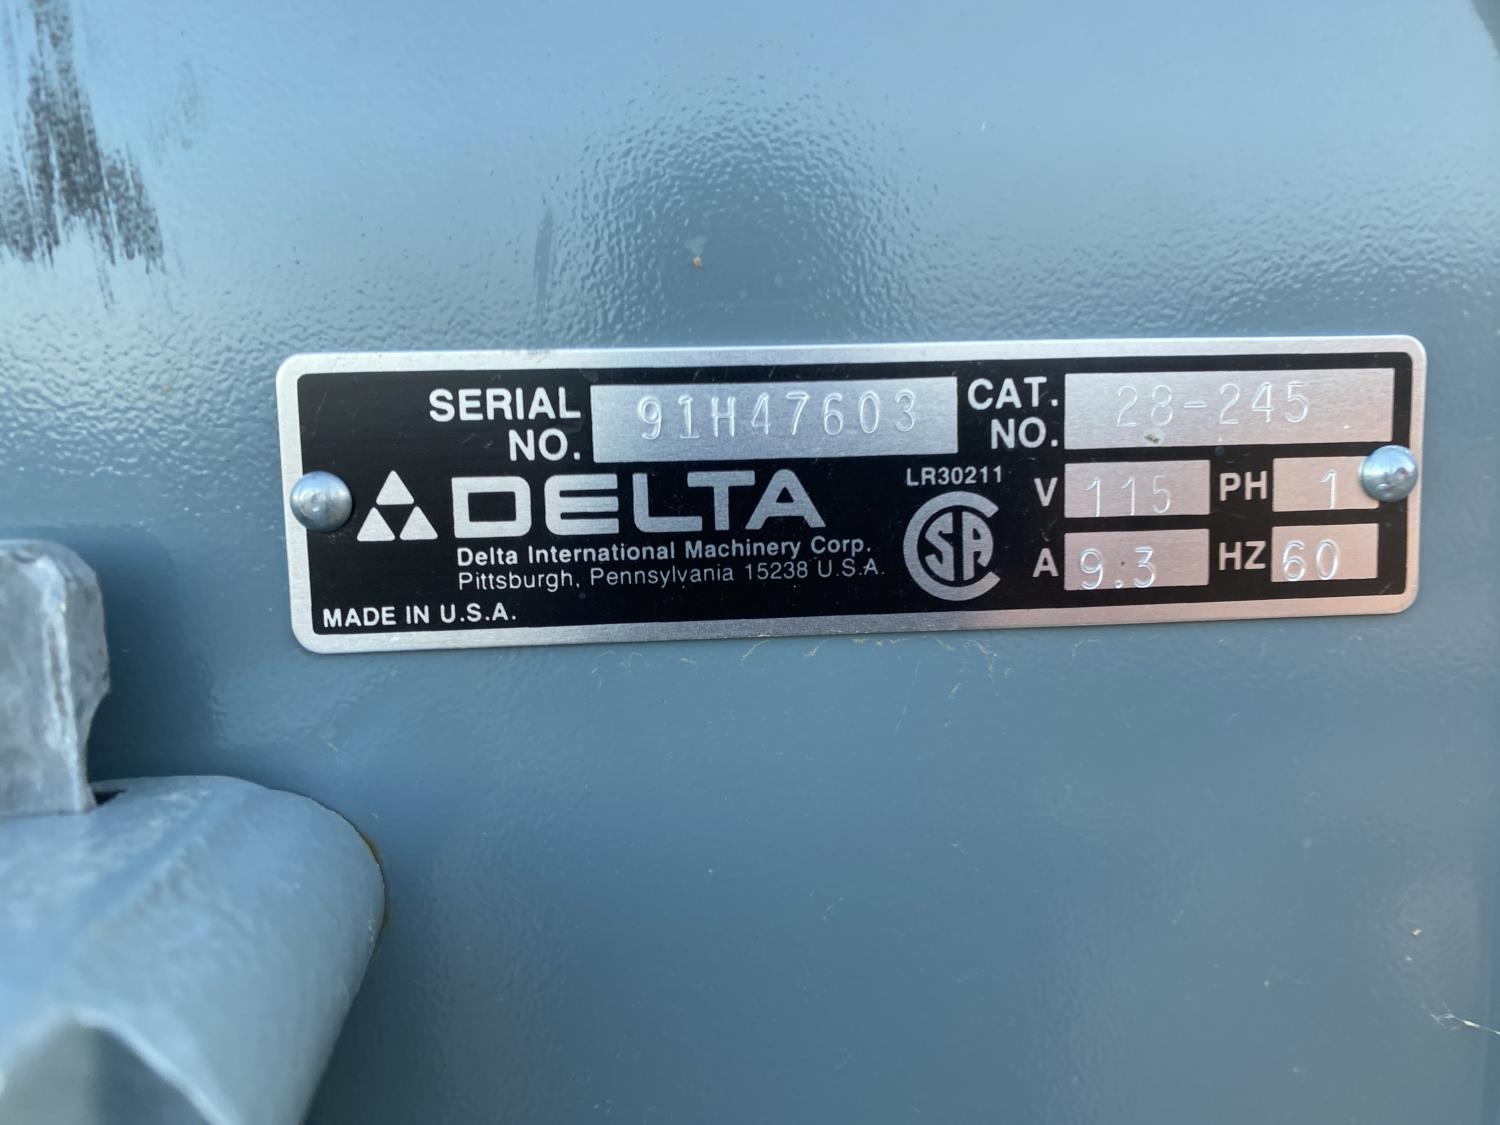 SERIAL NO. 91H47603
CAT. NO. 28-245
DELTA
LR30211
CSA
V 115 PH 1
A 9.3 HZ 60
Delta International Machinery Corp.
Pittsburgh, Pennsylvania 15238 U.S.A.
MADE IN U.S.A.